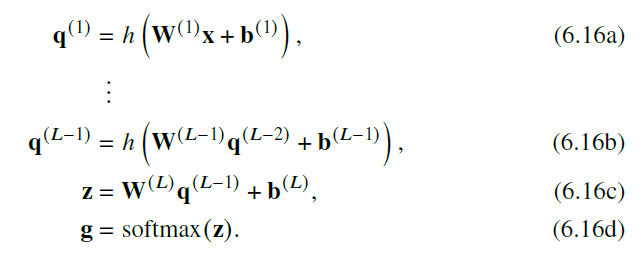 q⁽¹⁾ = h (W⁽¹⁾x + b⁽¹⁾), (6.16a)
⋮
q⁽ᴸ⁻¹⁾ = h (W⁽ᴸ⁻¹⁾q⁽ᴸ⁻²⁾ + b⁽ᴸ⁻¹⁾), (6.16b)
z = W⁽ᴸ⁾q⁽ᴸ⁻¹⁾ + b⁽ᴸ⁾, (6.16c)
g = softmax(z). (6.16d)